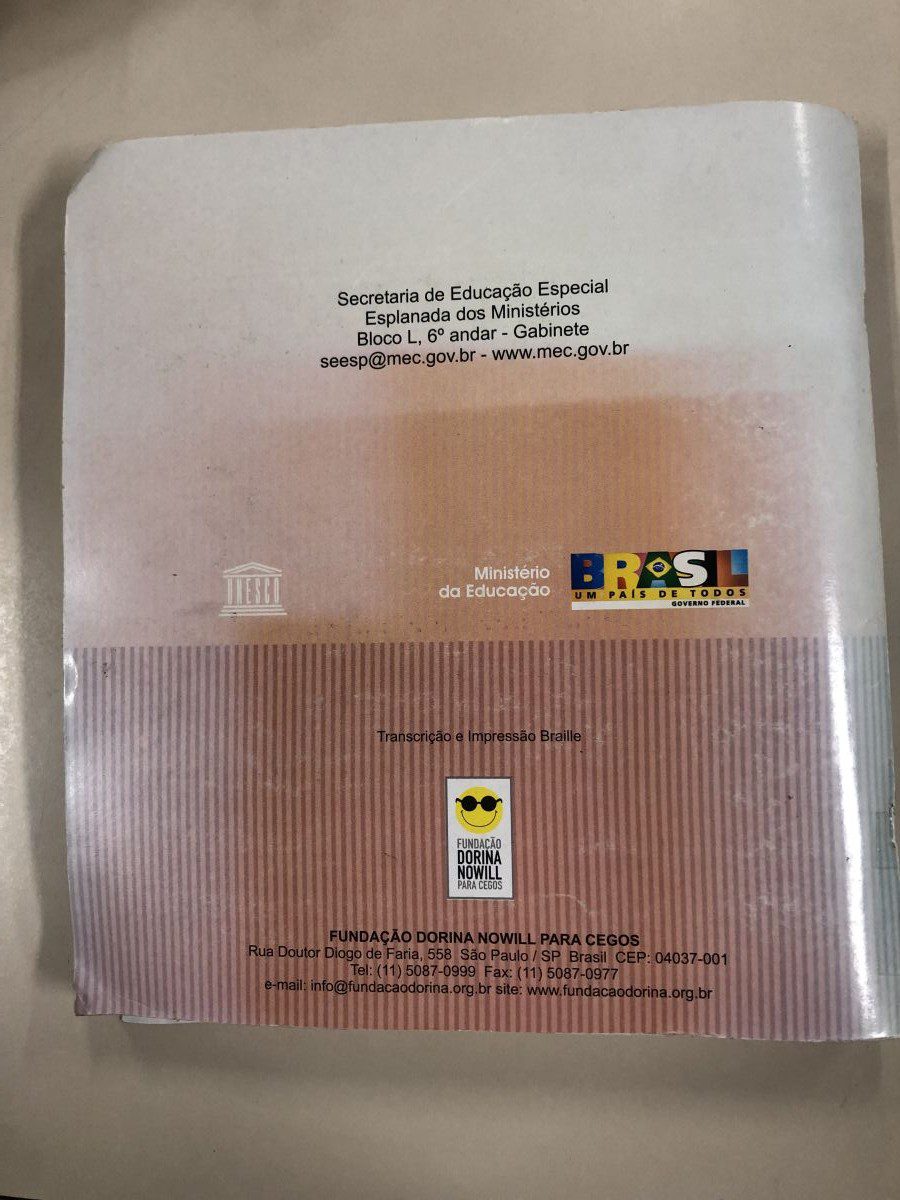 Secretaria de Educação Especial
Esplanada dos Ministérios
Bloco L, 6º andar - Gabinete
seesp@mec.gov.br - www.mec.gov.br
UNESCO
Ministério
da Educação
BRASIL
UM PAÍS DE TODOS
GOVERNO FEDERAL
Transcrição e Impressão Braille
FUNDAÇÃO
DORINA
NOWILL
PARA CEGOS
FUNDAÇÃO DORINA NOWILL PARA CEGOS
Rua Doutor Diogo de Faria, 558 São Paulo / SP Brasil CEP: 04037-001
Tel: (11) 5087-0999 Fax: (11) 5087-0977
e-mail: info@fundacaodorina.org.br site: www.fundacaodorina.org.br